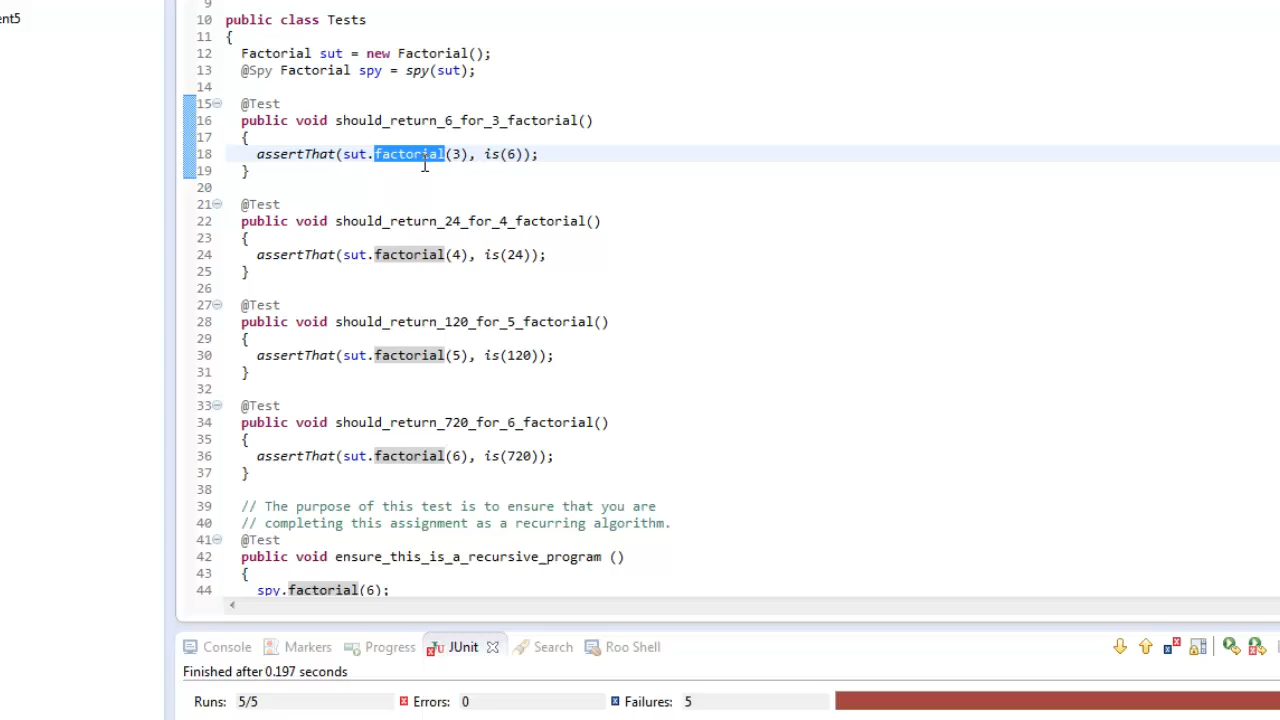 ent5
9
10 public class Tests
11 {
12 Factorial sut = new Factorial();
13 @Spy Factorial spy = spy(sut);
14
15 @Test
16 public void should_return_6_for_3_factorial()
17 {
18 assertThat(sut.factorial(3), is(6));
19 }
20
21 @Test
22 public void should_return_24_for_4_factorial()
23 {
24 assertThat(sut.factorial(4), is(24));
25 }
26
27 @Test
28 public void should_return_120_for_5_factorial()
29 {
30 assertThat(sut.factorial(5), is(120));
31 }
32
33 @Test
34 public void should_return_720_for_6_factorial()
35 {
36 assertThat(sut.factorial(6), is(720));
37 }
38
39 // The purpose of this test is to ensure that you are
40 // completing this assignment as a recurring algorithm.
41 @Test
42 public void ensure_this_is_a_recursive_program ()
43 {
44 spy.factorial(6);
Console Markers Progress JUnit Search Roo Shell
Finished after 0.197 seconds
Runs: 5/5 Errors: 0 Failures: 5